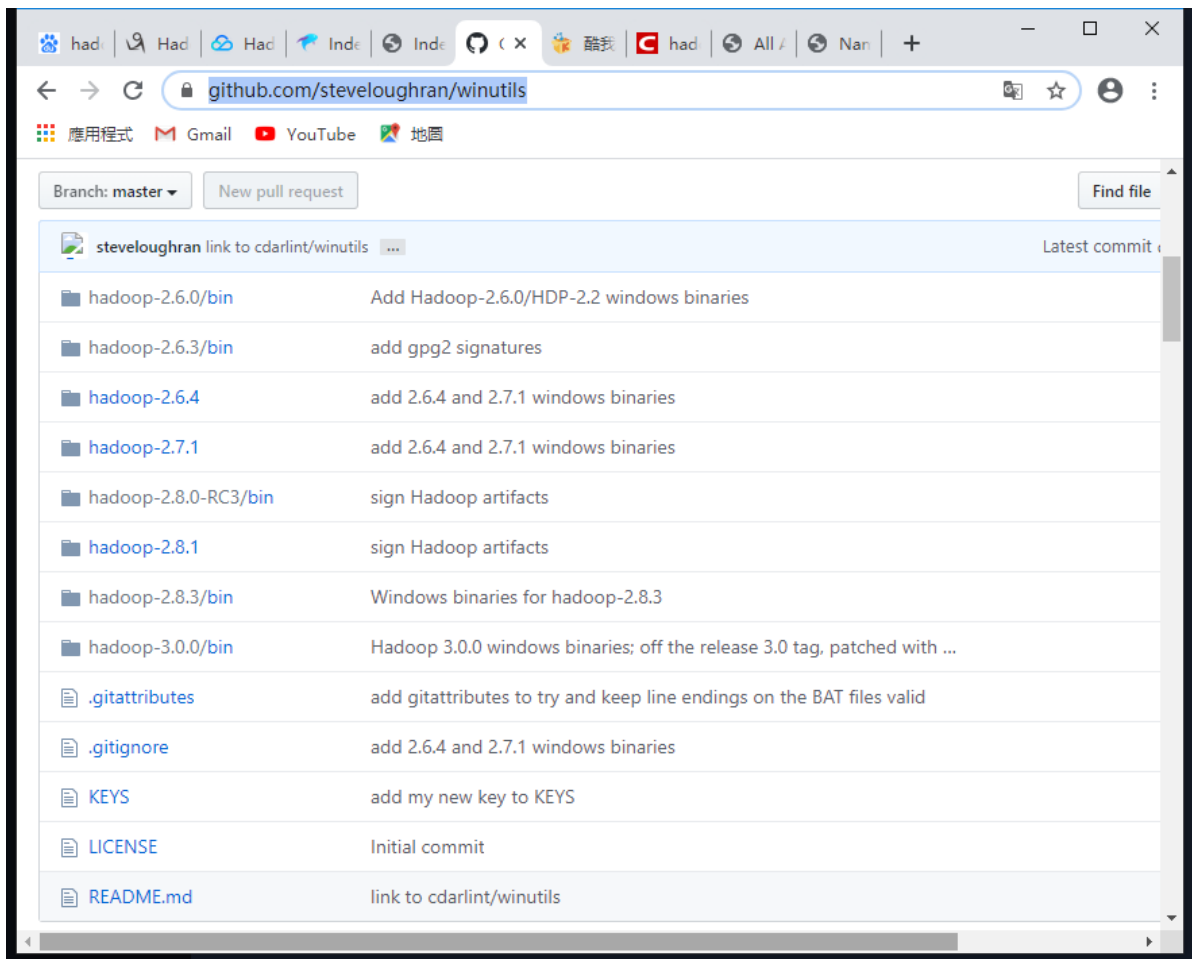 had Had Had Inde Inde ( 酷我 had All A Nan
github.com/steveloughran/winutils
應用程式 Gmail YouTube 地圖
Branch: master New pull request Find file
steveloughran link to cdarlint/winutils ... Latest commit
hadoop-2.6.0/bin Add Hadoop-2.6.0/HDP-2.2 windows binaries
hadoop-2.6.3/bin add gpg2 signatures
hadoop-2.6.4 add 2.6.4 and 2.7.1 windows binaries
hadoop-2.7.1 add 2.6.4 and 2.7.1 windows binaries
hadoop-2.8.0-RC3/bin sign Hadoop artifacts
hadoop-2.8.1 sign Hadoop artifacts
hadoop-2.8.3/bin Windows binaries for hadoop-2.8.3
hadoop-3.0.0/bin Hadoop 3.0.0 windows binaries; off the release 3.0 tag, patched with ...
.gitattributes add gitattributes to try and keep line endings on the BAT files valid
.gitignore add 2.6.4 and 2.7.1 windows binaries
KEYS add my new key to KEYS
LICENSE Initial commit
README.md link to cdarlint/winutils